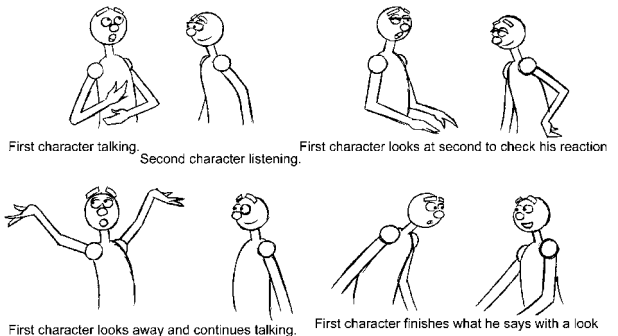 First character talking.
Second character listening.
First character looks at second to check his reaction
First character looks away and continues talking.
First character finishes what he says with a look